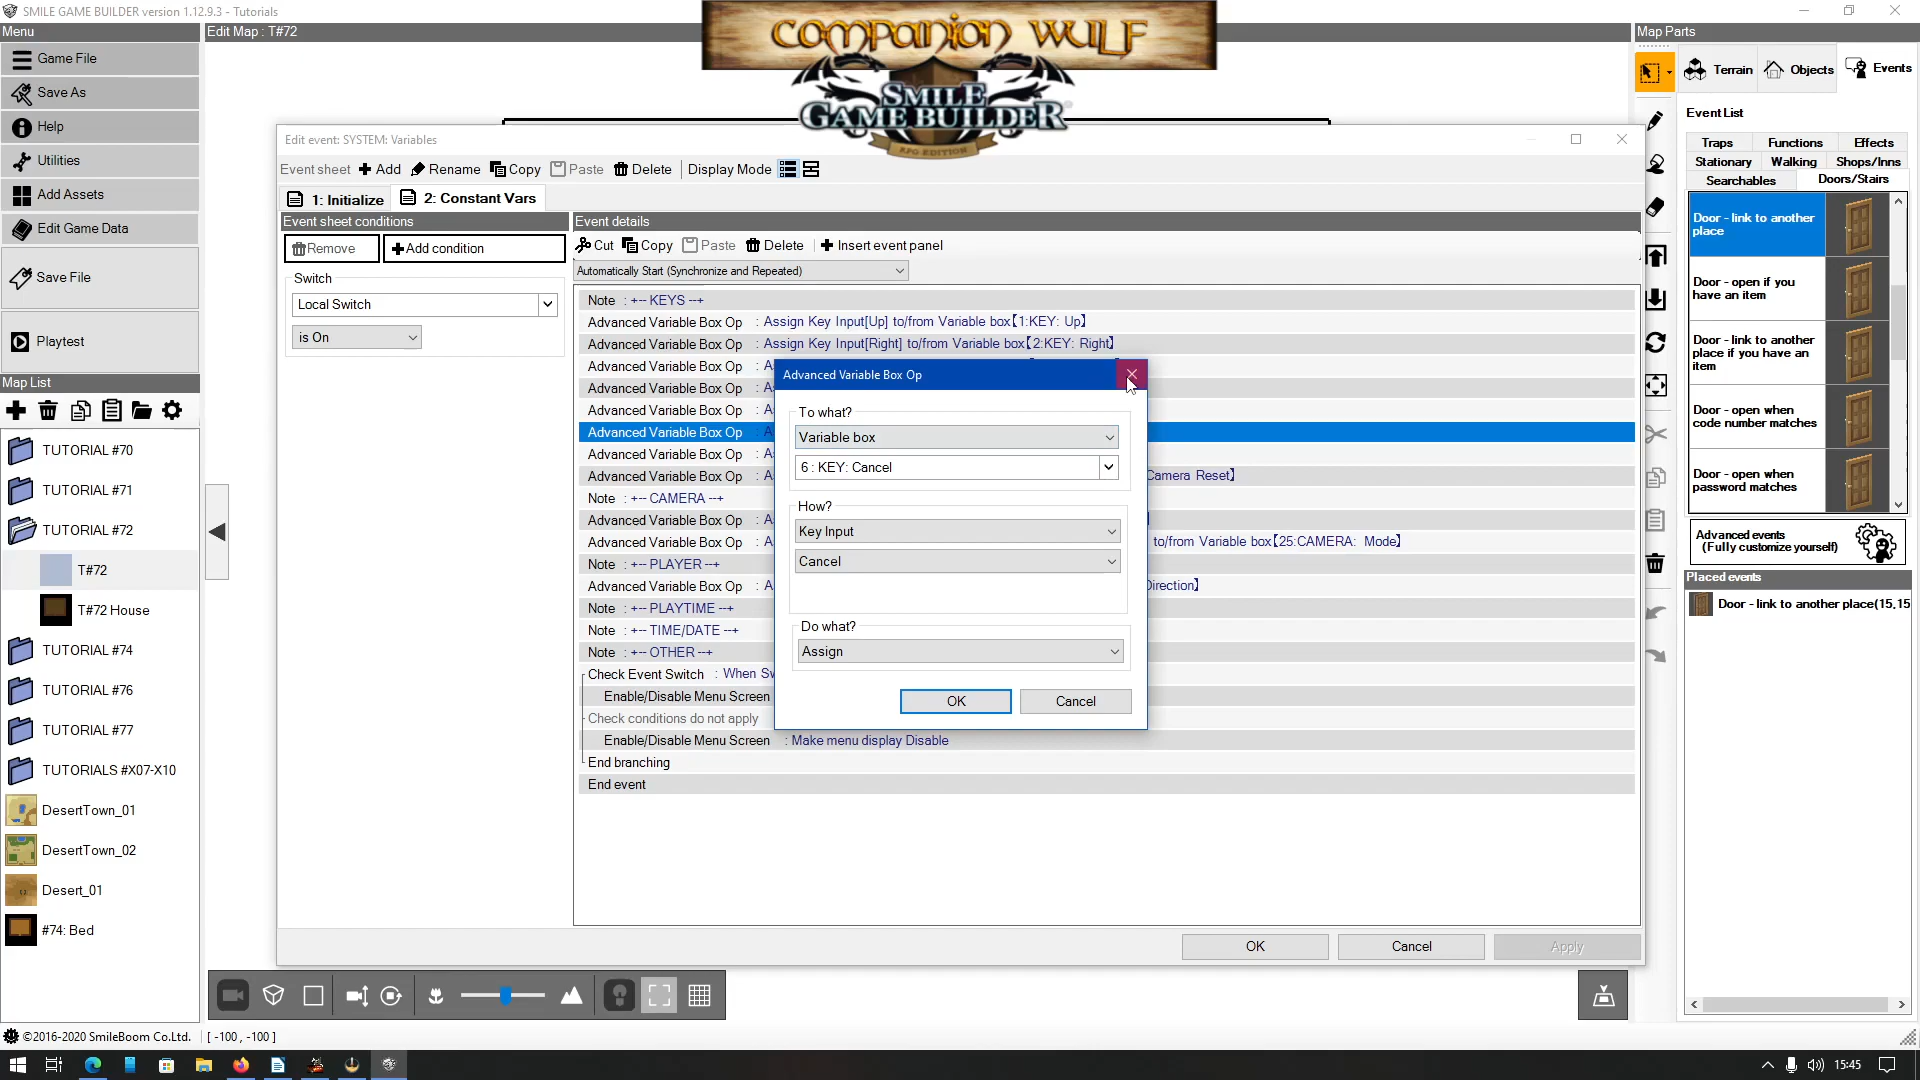 SMILE GAME BUILDER version 1.12.9.3 - Tutorials
Menu
Edit Map : T#72
Companion Wulf
SMILE
GAME BUILDER
RPG EDITION
Map Parts
Game File
Save As
Help
Utilities
Add Assets
Edit Game Data
Save File
Playtest
Map List
TUTORIAL #70
TUTORIAL #71
TUTORIAL #72
T#72
T#72 House
TUTORIAL #74
TUTORIAL #76
TUTORIAL #77
TUTORIALS #X07-X10
DesertTown_01
DesertTown_02
Desert_01
#74: Bed
Edit event: SYSTEM: Variables
Event sheet Add Rename Copy Paste Delete Display Mode
1: Initialize 2: Constant Vars
Event sheet conditions
Remove Add condition
Switch
Local Switch
is On
Event details
Cut Copy Paste Delete Insert event panel
Automatically Start (Synchronize and Repeated)
Note : +-- KEYS --+
Advanced Variable Box Op : Assign Key Input[Up] to/from Variable box【1:KEY: Up】
Advanced Variable Box Op : Assign Key Input[Right] to/from Variable box【2:KEY: Right】
Advanced Variable Box Op : A
Advanced Variable Box Op : A
Advanced Variable Box Op : A
Advanced Variable Box Op : A
Advanced Variable Box Op : A
Advanced Variable Box Op : A Camera Reset】
Note : +-- CAMERA --+
Advanced Variable Box Op : A
Advanced Variable Box Op : A to/from Variable box【25:CAMERA: Mode】
Note : +-- PLAYER --+
Advanced Variable Box Op : A Direction】
Note : +-- PLAYTIME --+
Note : +-- TIME/DATE --+
Note : +-- OTHER --+
Check Event Switch : When Sw
Enable/Disable Menu Screen
Check conditions do not apply
Enable/Disable Menu Screen : Make menu display Disable
End branching
End event
Advanced Variable Box Op
To what?
Variable box
6 : KEY: Cancel
How?
Key Input
Cancel
Do what?
Assign
OK Cancel
OK Cancel Apply
Terrain Objects Events
Event List
Traps Functions Effects
Stationary Walking Shops/Inns
Searchables Doors/Stairs
Door - link to another
place
Door - open if you
have an item
Door - link to another
place if you have an
item
Door - open when
code number matches
Door - open when
password matches
Advanced events
(Fully customize yourself)
Placed events
Door - link to another place(15,15
©2016-2020 SmileBoom Co.Ltd. [ -100 , -100 ]
15:45